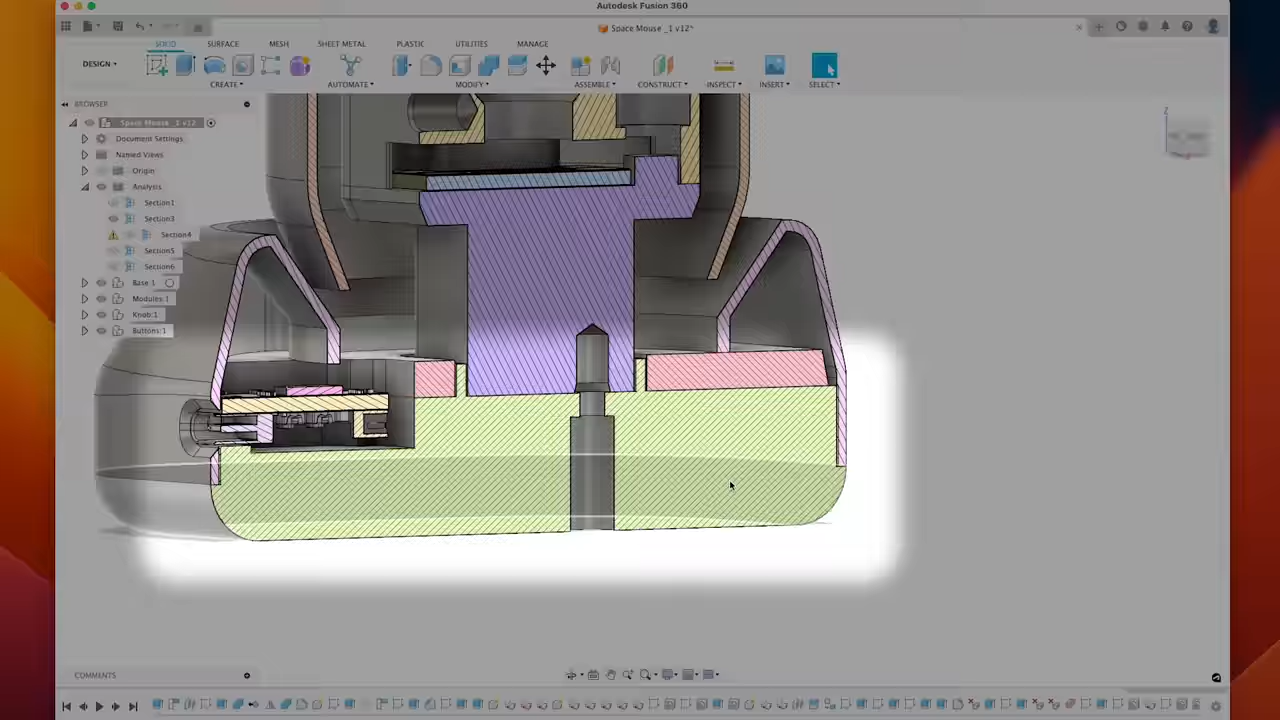 Autodesk Fusion 360
Space Mouse _1 v12*
SOLID SURFACE MESH SHEET METAL PLASTIC UTILITIES MANAGE
DESIGN
CREATE AUTOMATE MODIFY ASSEMBLE CONSTRUCT INSPECT INSERT SELECT
BROWSER
Space Mouse _1 v12
Document Settings
Named Views
Origin
Analysis
Section1
Section3
Section4
Section5
Section6
Base:1
Modules:1
Knob:1
Buttons:1
Z
COMMENTS